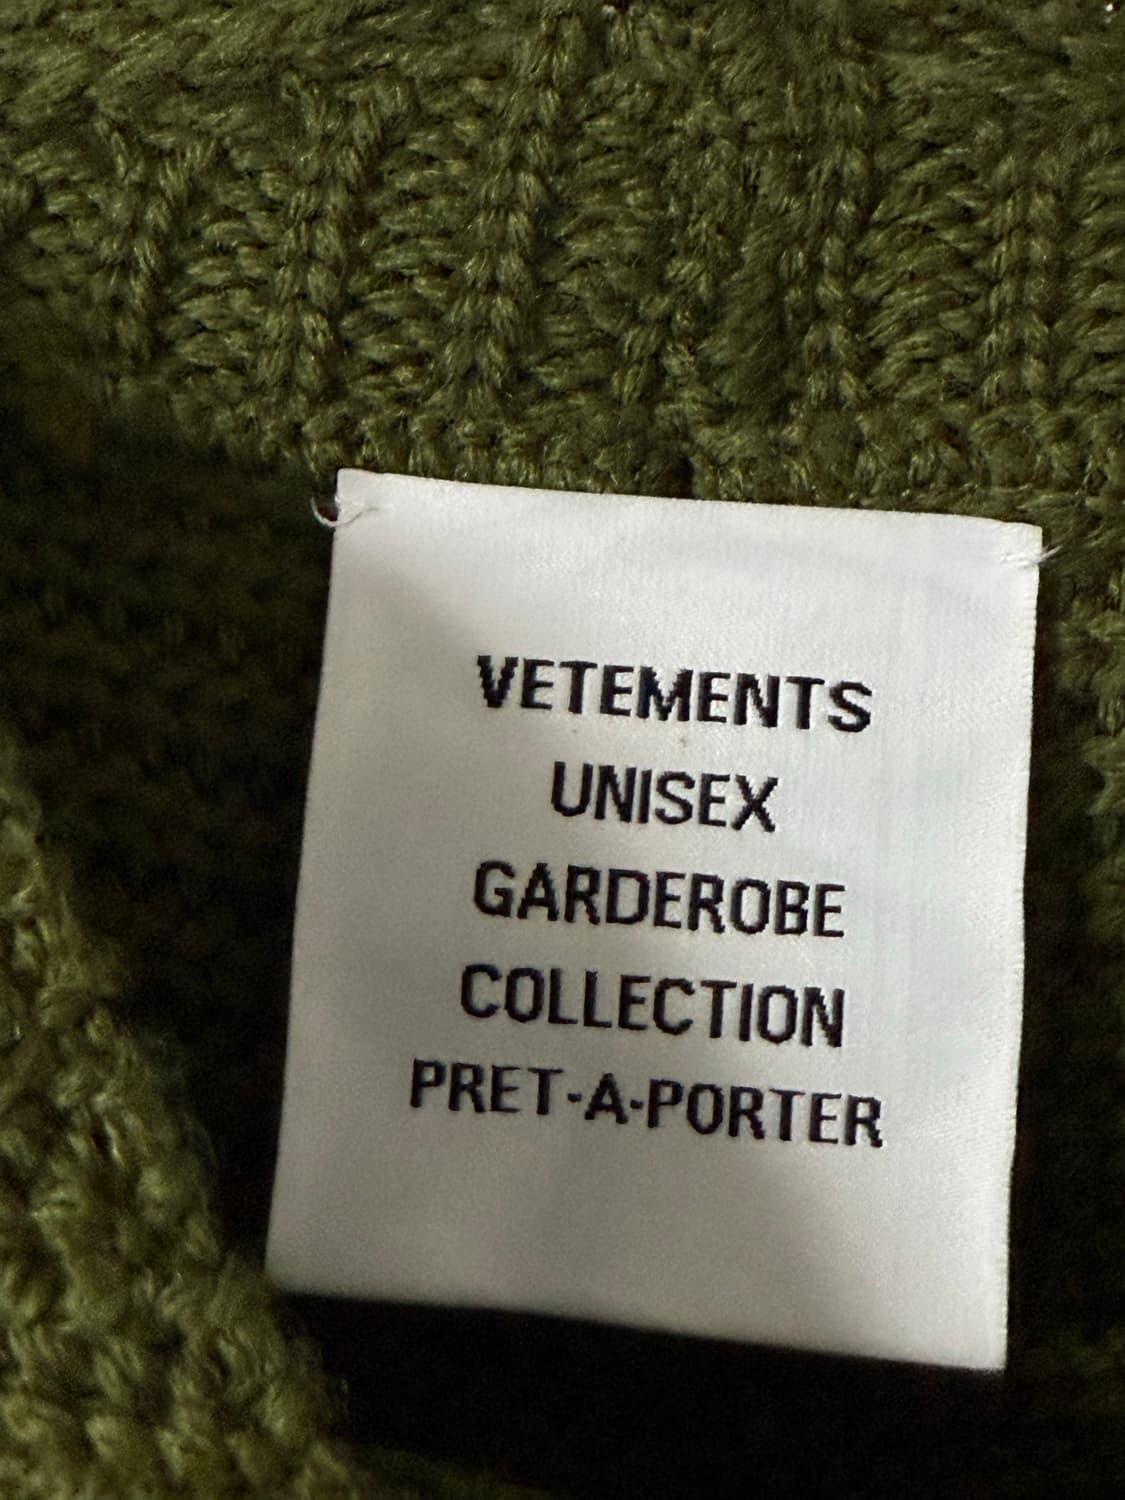 VETEMENTS
UNISEX
GARDEROBE
COLLECTION
PRET-A-PORTER